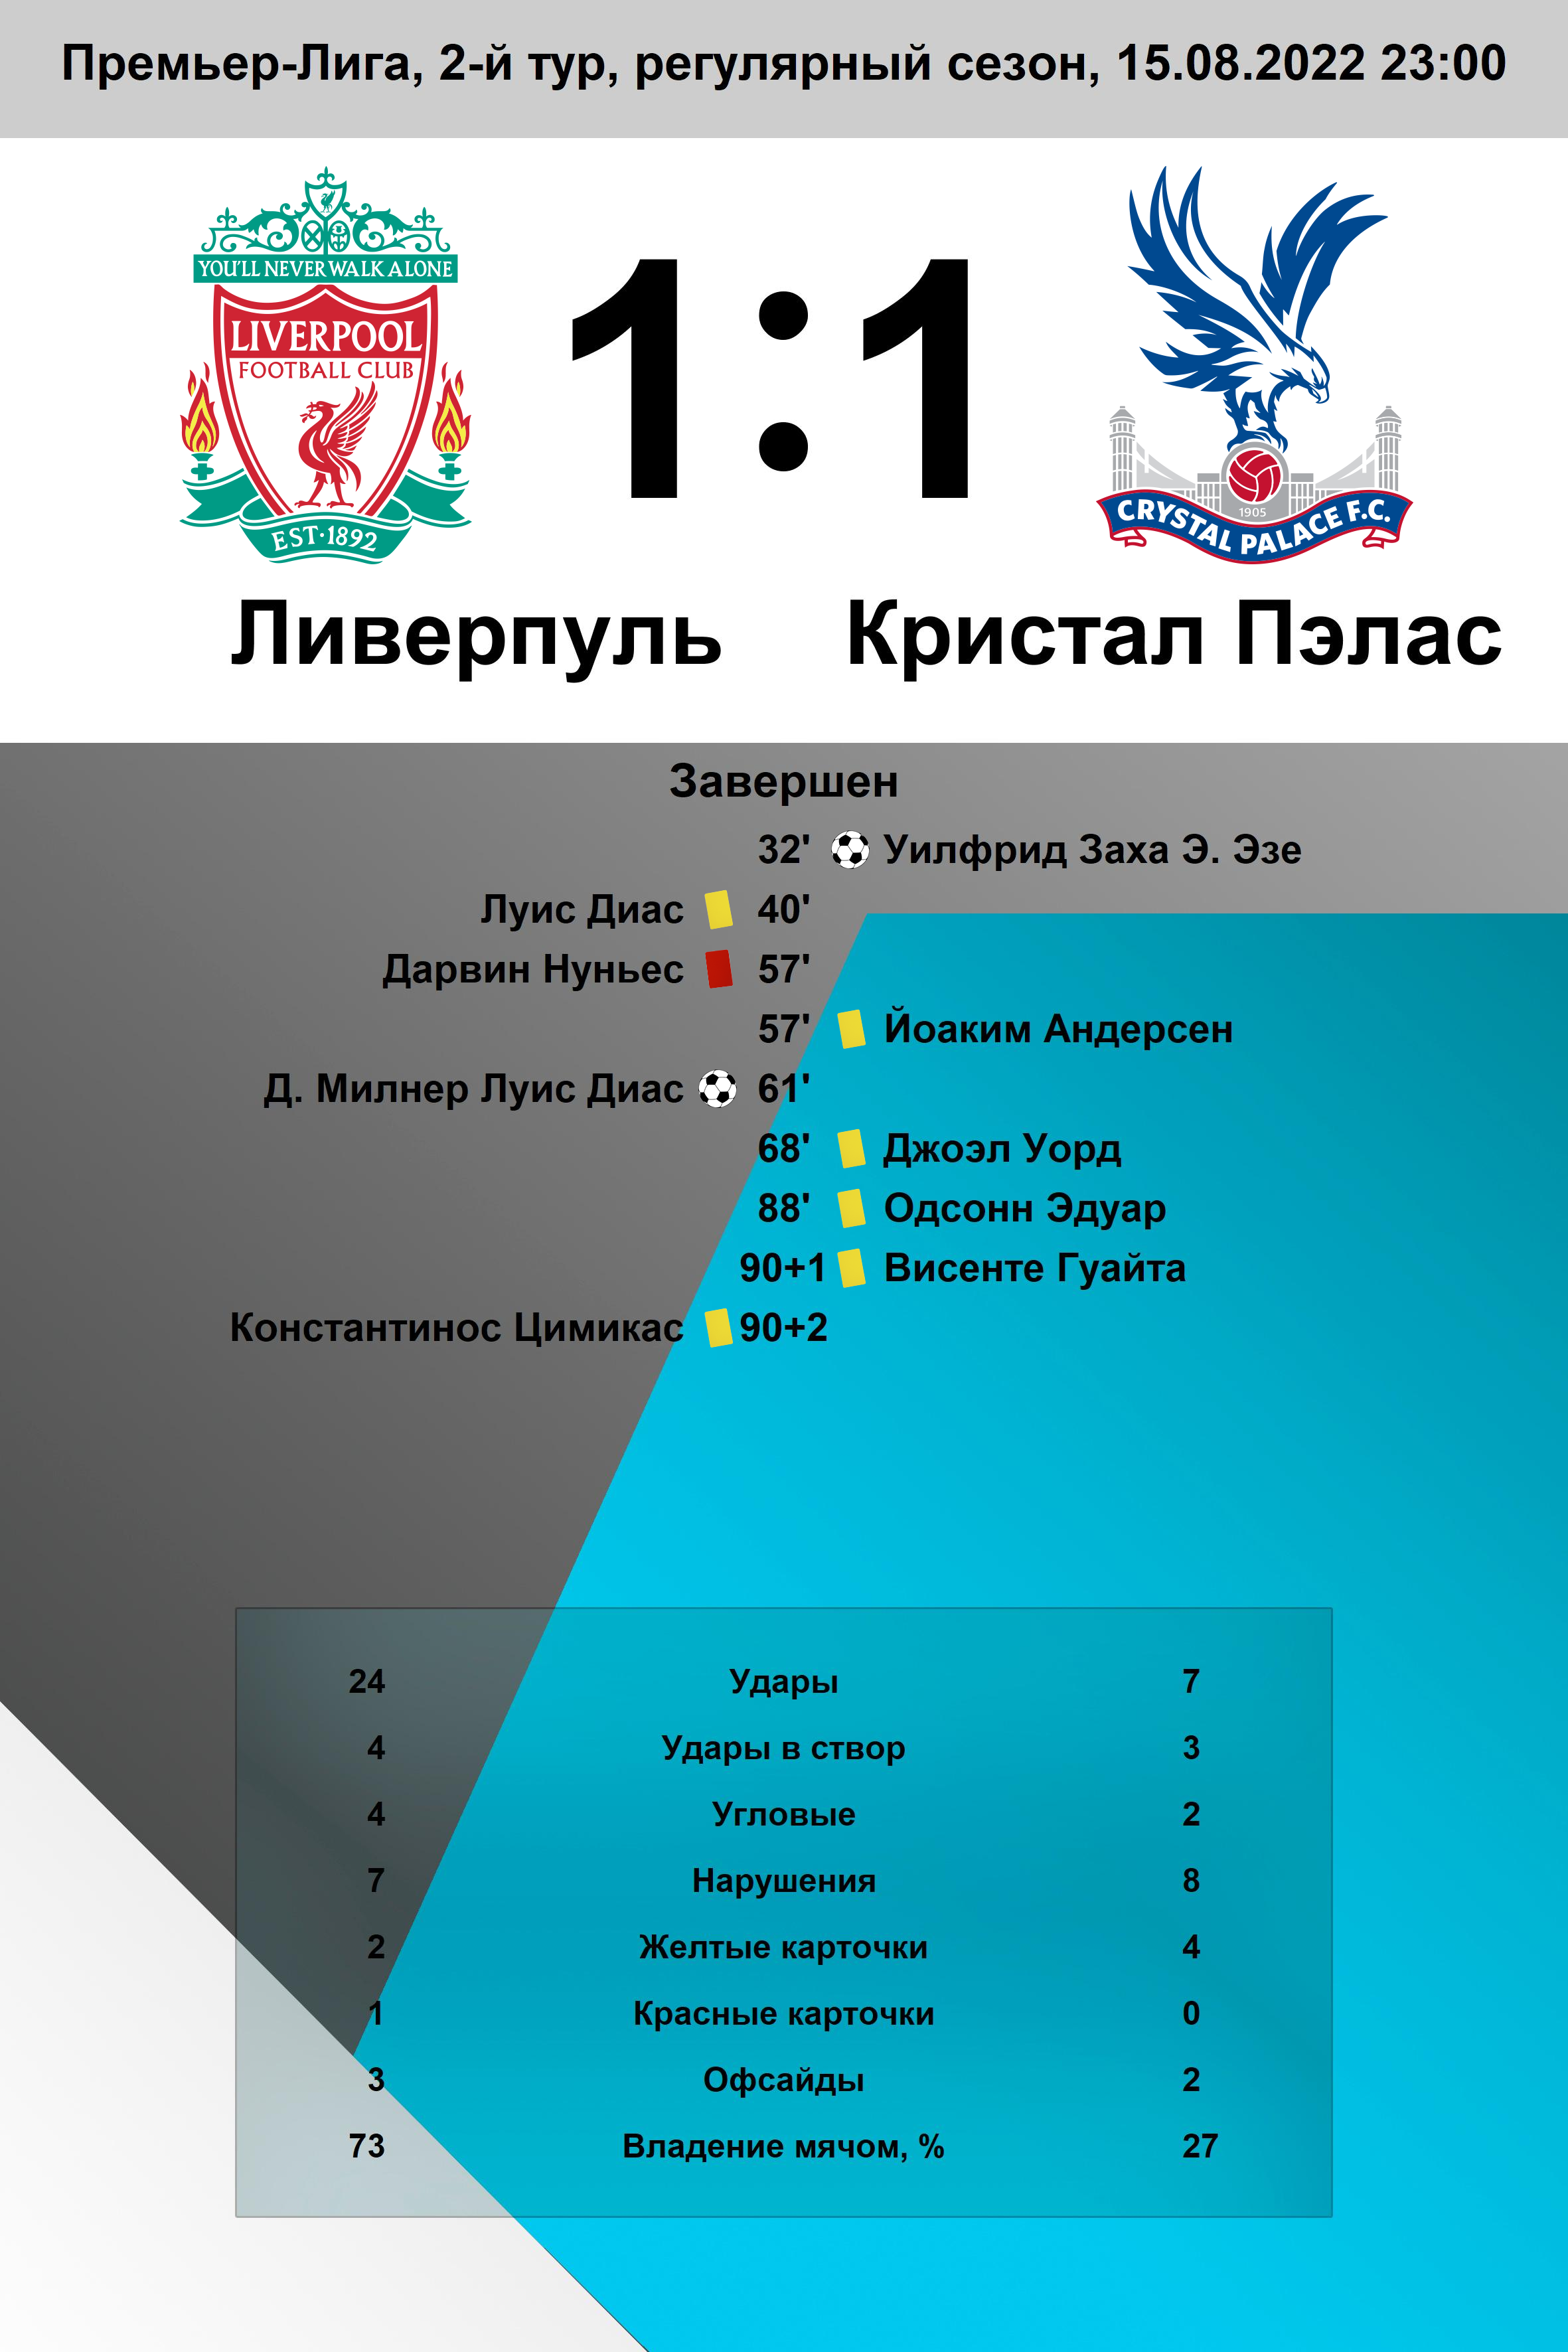 Премьер-Лига, 2-й тур, регулярный сезон, 15.08.2022 23:00
YOU'LL NEVER WALK ALONE
LIVERPOOL
FOOTBALL CLUB
EST·1892
1:1
1905
CRYSTAL PALACE F.C.
Ливерпуль Кристал Пэлас
Завершен
32' Уилфрид Заха Э. Эзе
Луис Диас 40'
Дарвин Нуньес 57'
57' Йоаким Андерсен
Д. Милнер Луис Диас 61'
68' Джоэл Уорд
88' Одсонн Эдуар
90+1 Висенте Гуайта
Константинос Цимикас 90+2
24 Удары 7
4 Удары в створ 3
4 Угловые 2
7 Нарушения 8
2 Желтые карточки 4
1 Красные карточки 0
3 Офсайды 2
73 Владение мячом, % 27